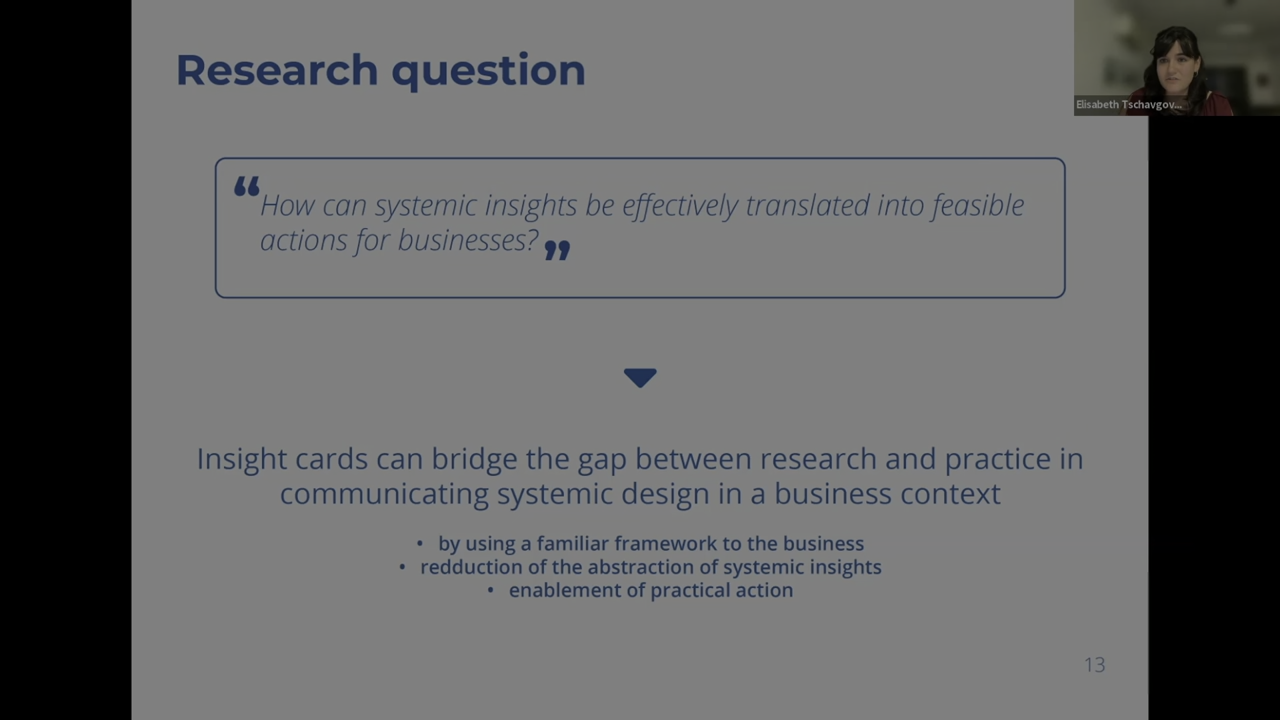 Research question
Elisabeth Tschavgov...
“How can systemic insights be effectively translated into feasible
actions for businesses?”
Insight cards can bridge the gap between research and practice in
communicating systemic design in a business context
• by using a familiar framework to the business
• redduction of the abstraction of systemic insights
• enablement of practical action
13